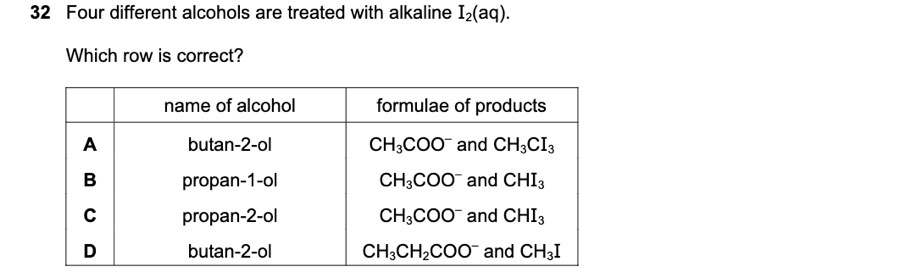 32 Four different alcohols are treated with alkaline I₂(aq).
Which row is correct?
name of alcohol formulae of products
A butan-2-ol CH₃COO⁻ and CH₃CI₃
B propan-1-ol CH₃COO⁻ and CHI₃
C propan-2-ol CH₃COO⁻ and CHI₃
D butan-2-ol CH₃CH₂COO⁻ and CH₃I